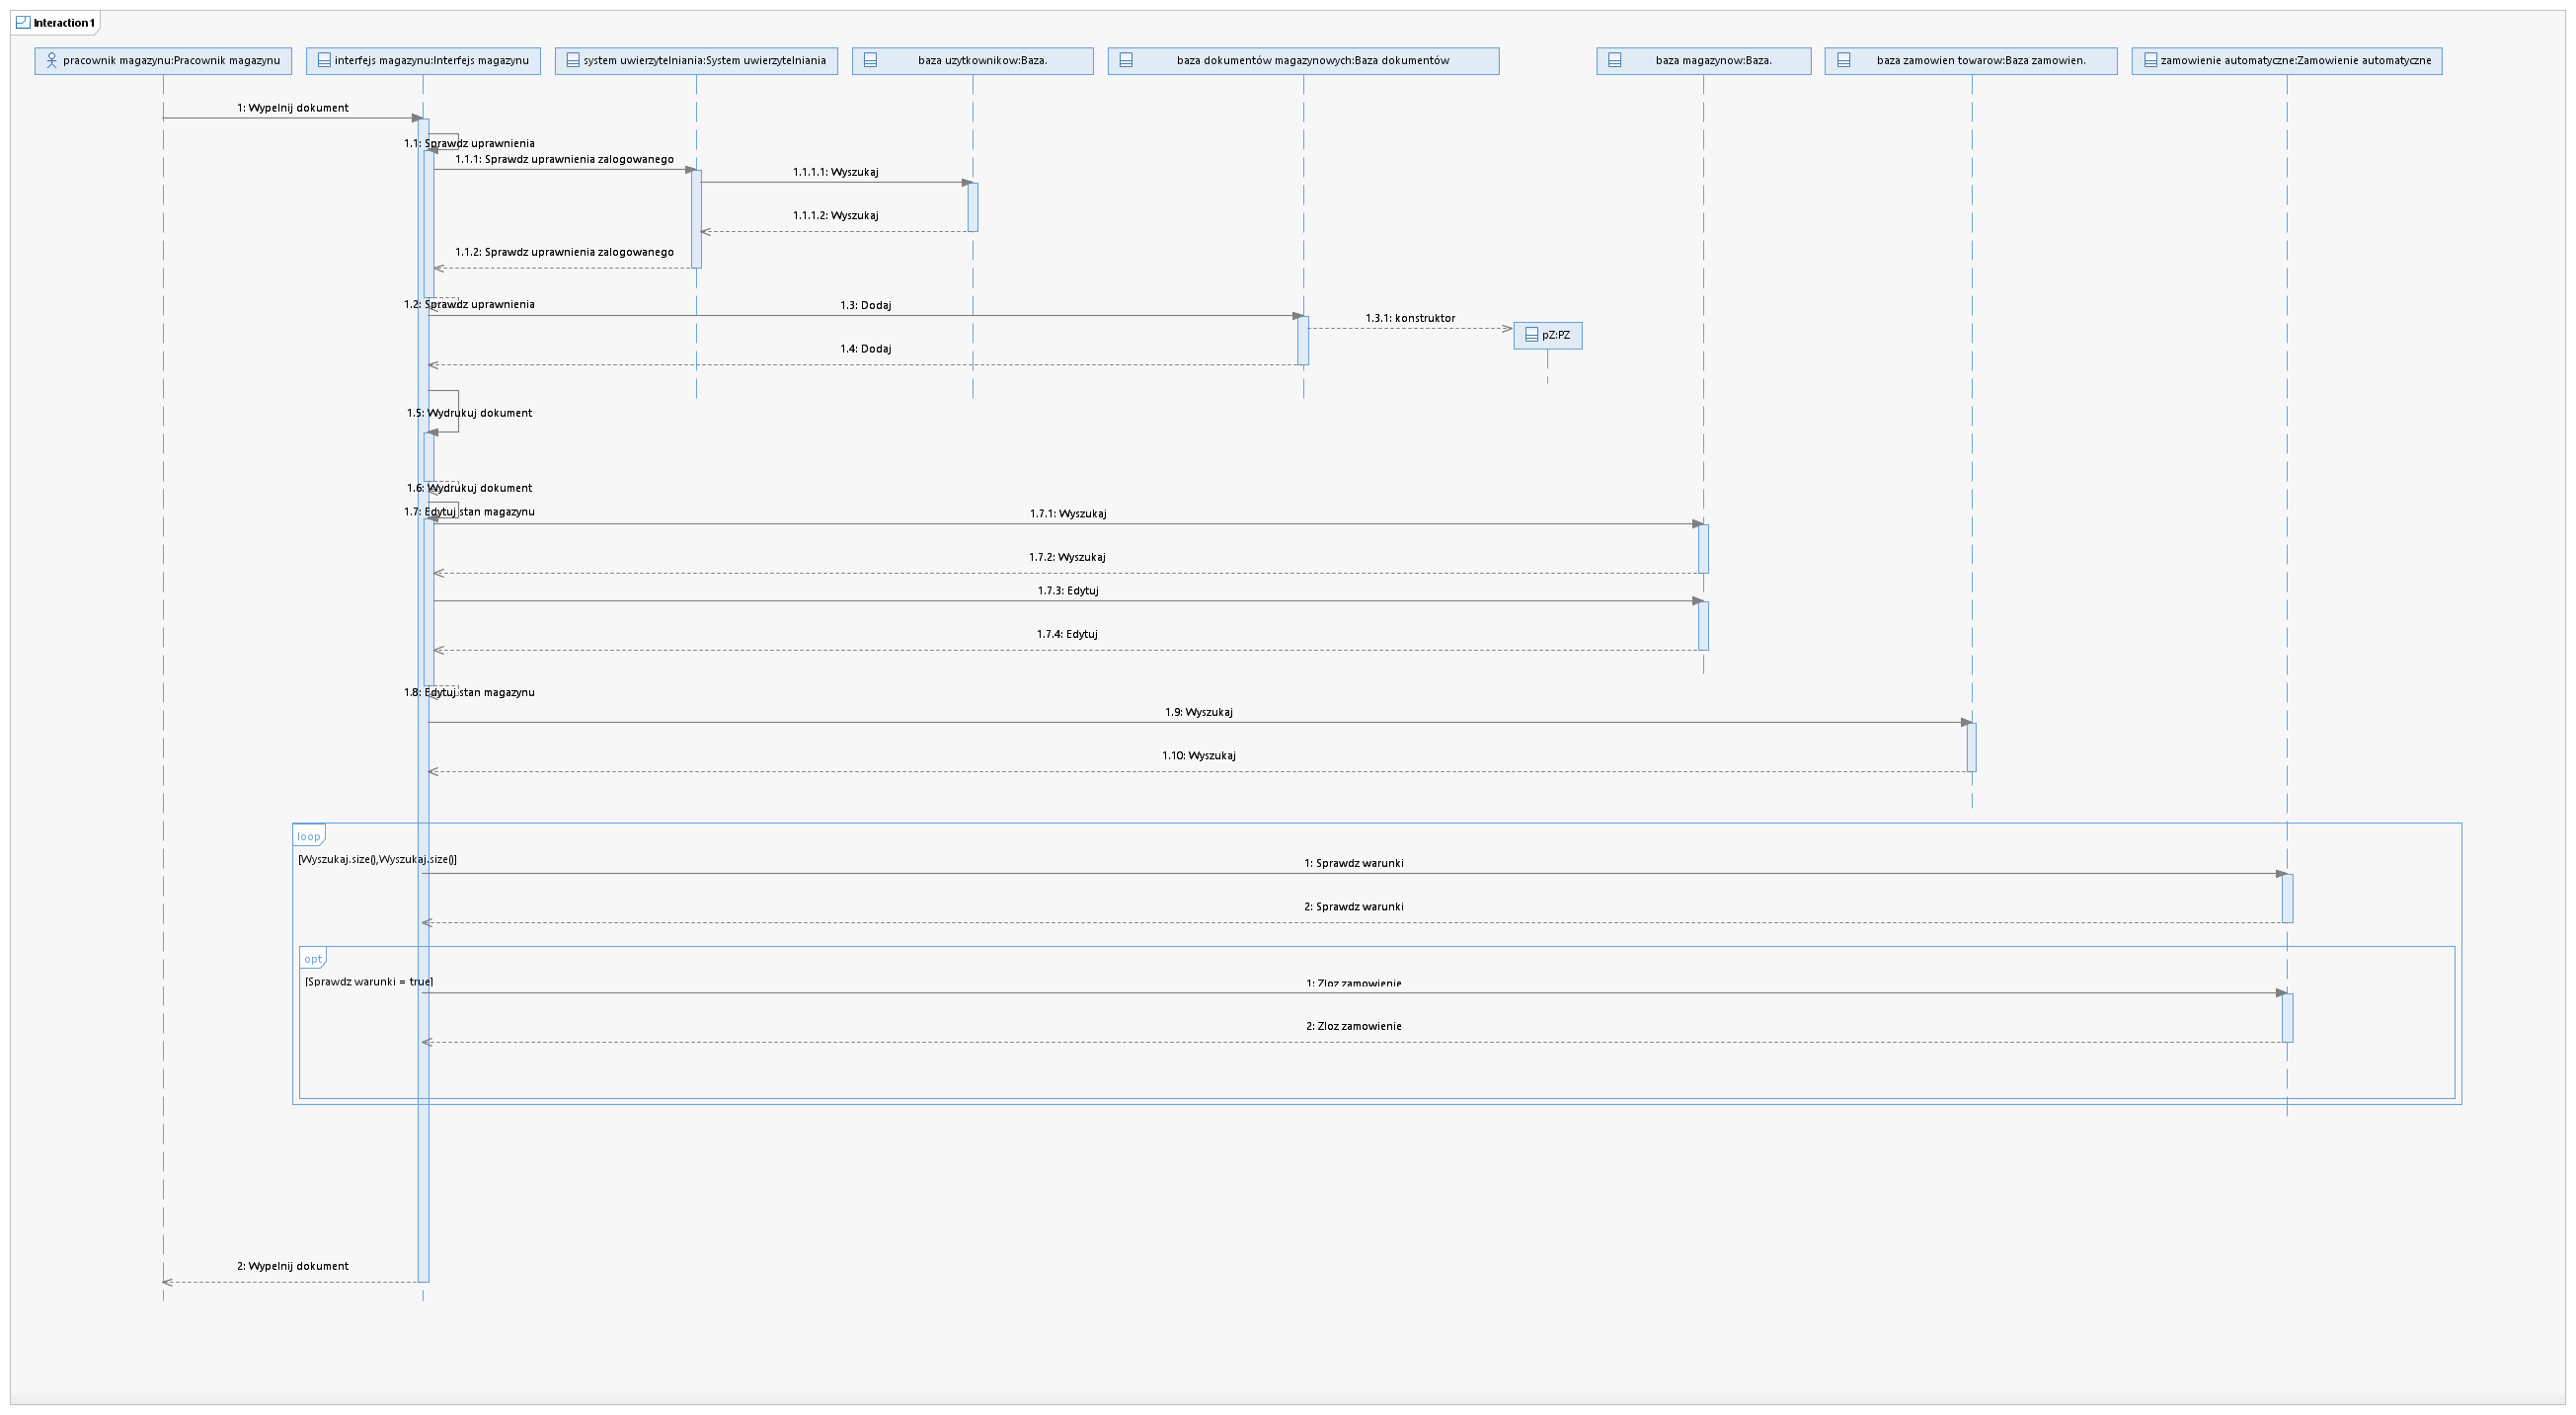 Interaction1
pracownik magazynu:Pracownik magazynu
interfejs magazynu:Interfejs magazynu
system uwierzytelniania:System uwierzytelniania
baza uzytkownikow:Baza.
baza dokumentów magazynowych:Baza dokumentów
baza magazynow:Baza.
baza zamowien towarow:Baza zamowien.
zamowienie automatyczne:Zamowienie automatyczne
1: Wypelnij dokument
1.1: Sprawdz uprawnienia
1.1.1: Sprawdz uprawnienia zalogowanego
1.1.1.1: Wyszukaj
1.1.1.2: Wyszukaj
1.1.2: Sprawdz uprawnienia zalogowanego
1.2: Sprawdz uprawnienia
1.3: Dodaj
1.3.1: konstruktor
pZ:PZ
1.4: Dodaj
1.5: Wydrukuj dokument
1.6: Wydrukuj dokument
1.7: Edytuj stan magazynu
1.7.1: Wyszukaj
1.7.2: Wyszukaj
1.7.3: Edytuj
1.7.4: Edytuj
1.8: Edytuj stan magazynu
1.9: Wyszukaj
1.10: Wyszukaj
loop
[Wyszukaj.size(),Wyszukaj.size()]
1: Sprawdz warunki
2: Sprawdz warunki
opt
[Sprawdz warunki = true]
1: Zloz zamowienie
2: Zloz zamowienie
2: Wypelnij dokument